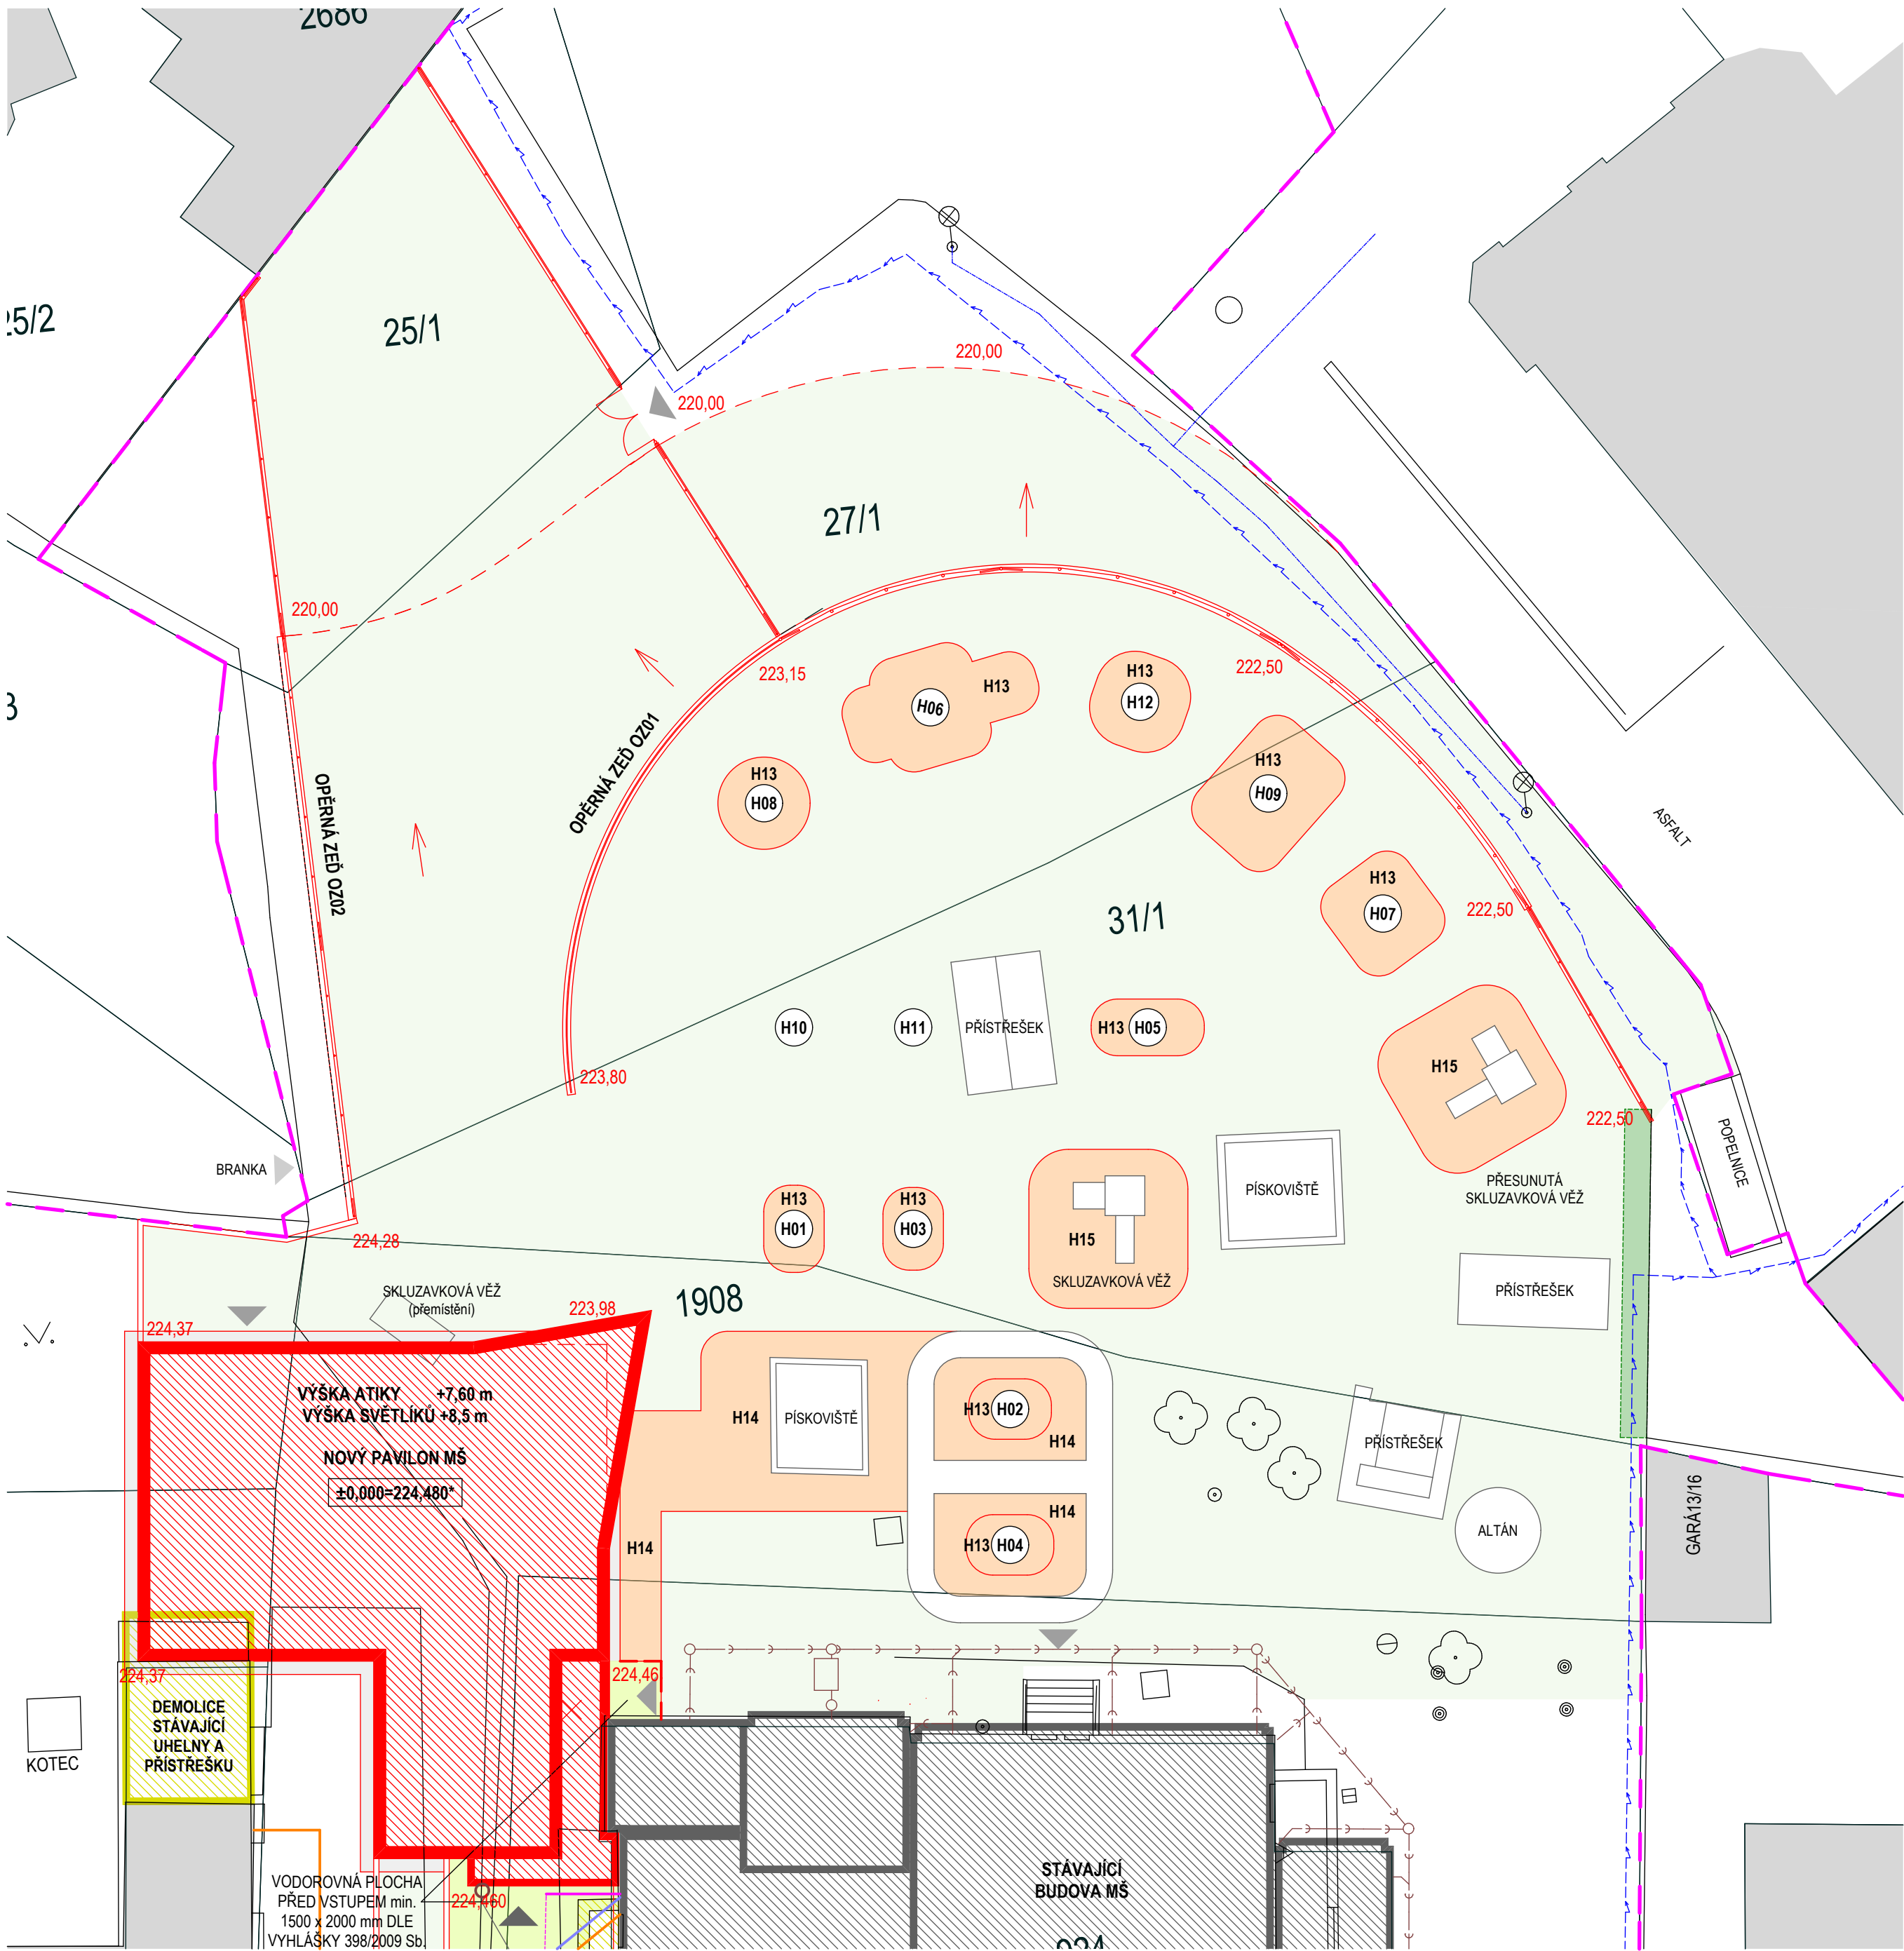 2686
25/2
25/1
220,00
220,00
27/1
220,00
223,15
222,50
H13
H06
H13
H12
H13
H08
H13
H09
OPĚRNÁ ZEĎ OZ01
OPĚRNÁ ZEĎ OZ02
ASFALT
31/1
H13
H07
222,50
H10
H11
PŘÍSTŘEŠEK
H13
H05
H15
223,80
222,50
POPELNICE
BRANKA
H13
H01
H13
H03
H15
SKLUZAVKOVÁ VĚŽ
PÍSKOVIŠTĚ
PŘESUNUTÁ
SKLUZAVKOVÁ VĚŽ
224,28
SKLUZAVKOVÁ VĚŽ
(přemístění)
223,98
1908
PŘÍSTŘEŠEK
224,37
VÝŠKA ATIKY +7,60 m
VÝŠKA SVĚTLÍKŮ +8,5 m
NOVÝ PAVILON MŠ
±0,000=224,480*
H14
PÍSKOVIŠTĚ
H13
H02
H14
PŘÍSTŘEŠEK
H14
H13
H04
H14
ALTÁN
GARÁ13/16
224,37
224,46
DEMOLICE
STÁVAJÍCÍ
UHELNY A
PŘÍSTŘEŠKU
KOTEC
VODOROVNÁ PLOCHA
PŘED VSTUPEM min.
1500 x 2000 mm DLE
VYHLÁŠKY 398/2009 Sb.
224,460
STÁVAJÍCÍ
BUDOVA MŠ